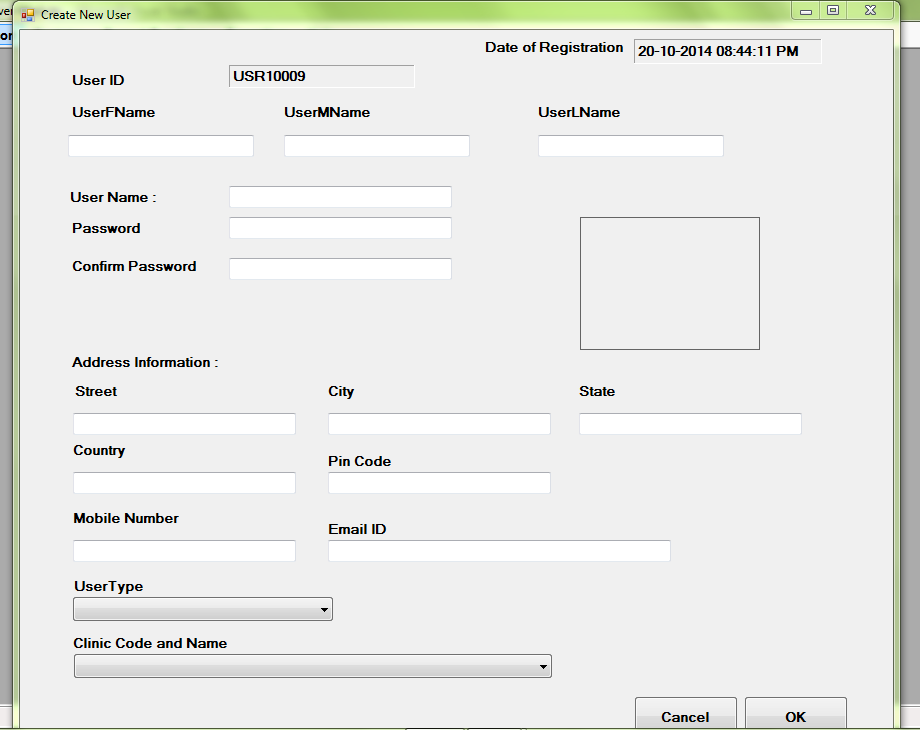 Create New User
Date of Registration 20-10-2014 08:44:11 PM
User ID USR10009
UserFName UserMName UserLName
User Name :
Password
Confirm Password
Address Information :
Street City State
Country
Pin Code
Mobile Number
Email ID
UserType
Clinic Code and Name
Cancel OK